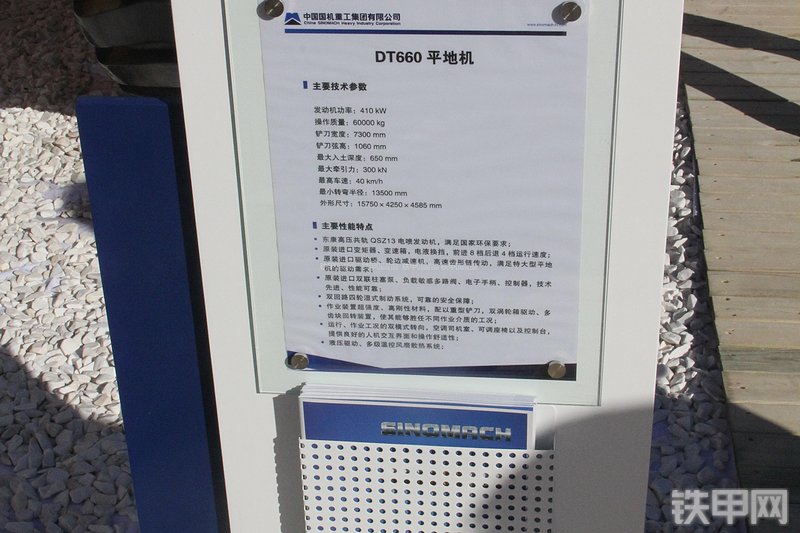 中国国机重工集团有限公司
China SINOMACH Heavy Industry Corporation
DT660 平地机
主要技术参数
发动机功率：410 kW
操作质量：60000 kg
铲刀宽度：7300 mm
铲刀弦高：1060 mm
最大入土深度：650 mm
最大牵引力：300 kN
最高车速：40 km/h
最小转弯半径：13500 mm
外形尺寸：15750 × 4250 × 4585 mm
主要性能特点
• 东康高压共轨 QSZ13 电喷发动机，满足国家环保要求；
• 原装进口变矩器、变速箱，电液换挡，前进 8 档后退 4 档运行速度；
• 原装进口驱动桥、轮边减速机，高速齿形链传动，满足特大型平地
机的驱动需求；
• 原装进口双联柱塞泵、负载敏感多路阀、电子手柄、控制器，技术
先进、性能可靠；
• 双回路四轮湿式制动系统，可靠的安全保障；
• 作业装置超强度、高刚性材料，配以重型铲刀，双涡轮箱驱动、多
齿块回转装置，使其能够胜任不同作业介质的工况；
• 运行、作业工况的双模式转向，空调司机室、可调座椅以及控制台，
提供良好的人机交互界面和操作舒适性；
• 液压驱动、多级温控风扇散热系统；
SINOMACH
铁甲网